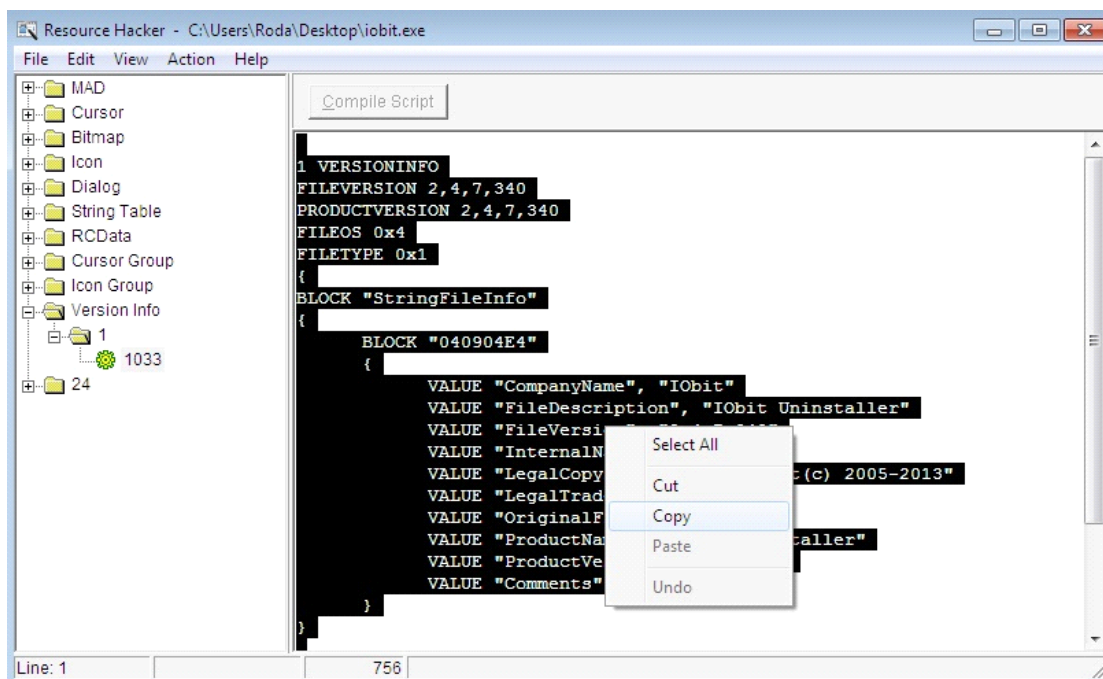 Resource Hacker - C:\Users\Roda\Desktop\iobit.exe
File Edit View Action Help
MAD
Cursor
Bitmap
Icon
Dialog
String Table
RCData
Cursor Group
Icon Group
Version Info
1
1033
24
Compile Script
1 VERSIONINFO
FILEVERSION 2,4,7,340
PRODUCTVERSION 2,4,7,340
FILEOS 0x4
FILETYPE 0x1
{
BLOCK "StringFileInfo"
{
BLOCK "040904E4"
{
VALUE "CompanyName", "IObit"
VALUE "FileDescription", "IObit Uninstaller"
VALUE "FileVersi
VALUE "InternalN
VALUE "LegalCopy t(c) 2005-2013"
VALUE "LegalTrad
VALUE "OriginalF
VALUE "ProductNa taller"
VALUE "ProductVe
VALUE "Comments"
}
}
Select All
Cut
Copy
Paste
Undo
Line: 1
756